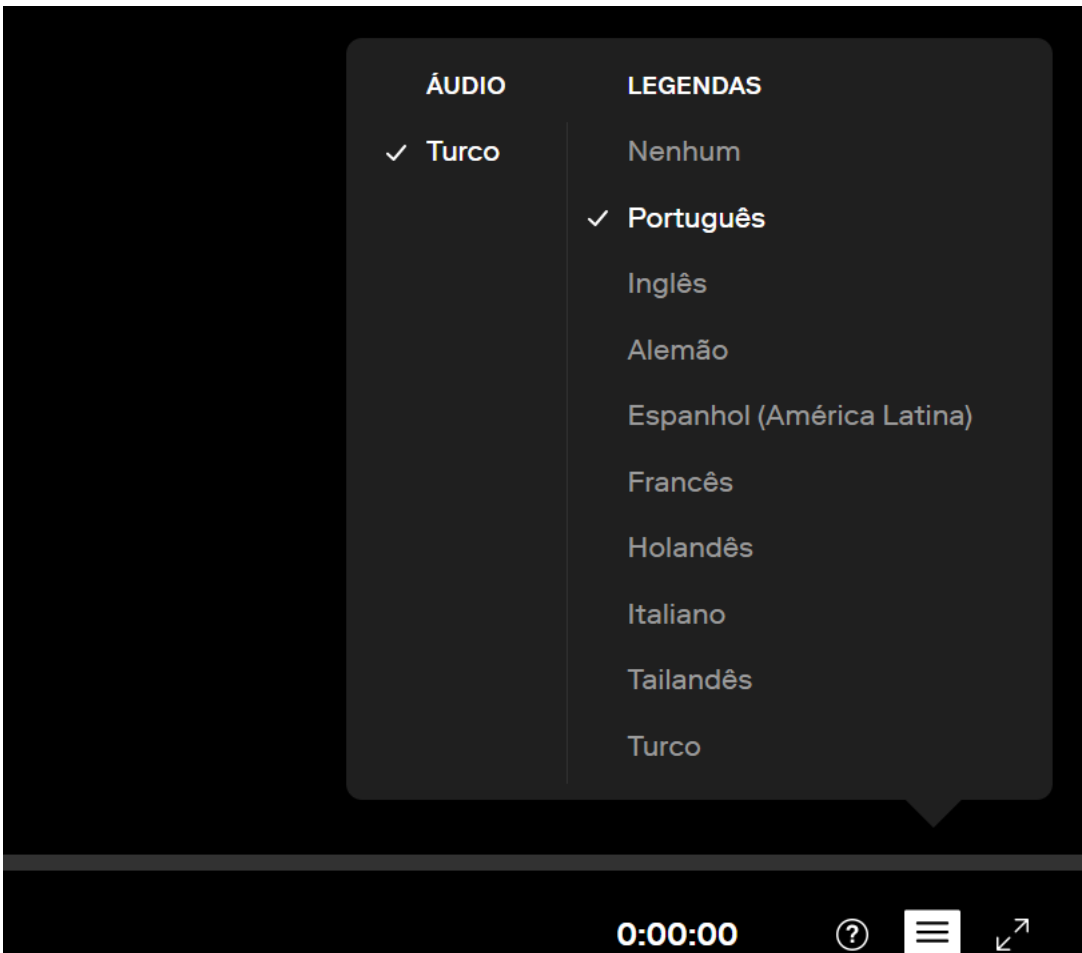 ÁUDIO
Turco
LEGENDAS
Nenhum
Português
Inglês
Alemão
Espanhol (América Latina)
Francês
Holandês
Italiano
Tailandês
Turco
0:00:00
?